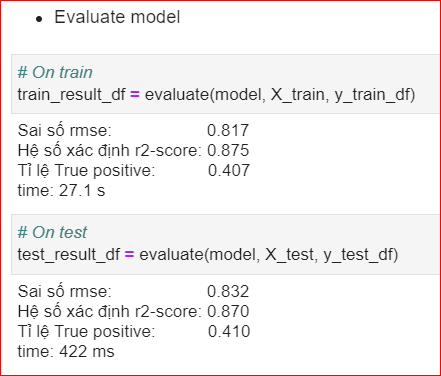 • Evaluate model
# On train
train_result_df = evaluate(model, X_train, y_train_df)
Sai số rmse: 0.817
Hệ số xác định r2-score: 0.875
Tỉ lệ True positive: 0.407
time: 27.1 s
# On test
test_result_df = evaluate(model, X_test, y_test_df)
Sai số rmse: 0.832
Hệ số xác định r2-score: 0.870
Tỉ lệ True positive: 0.410
time: 422 ms